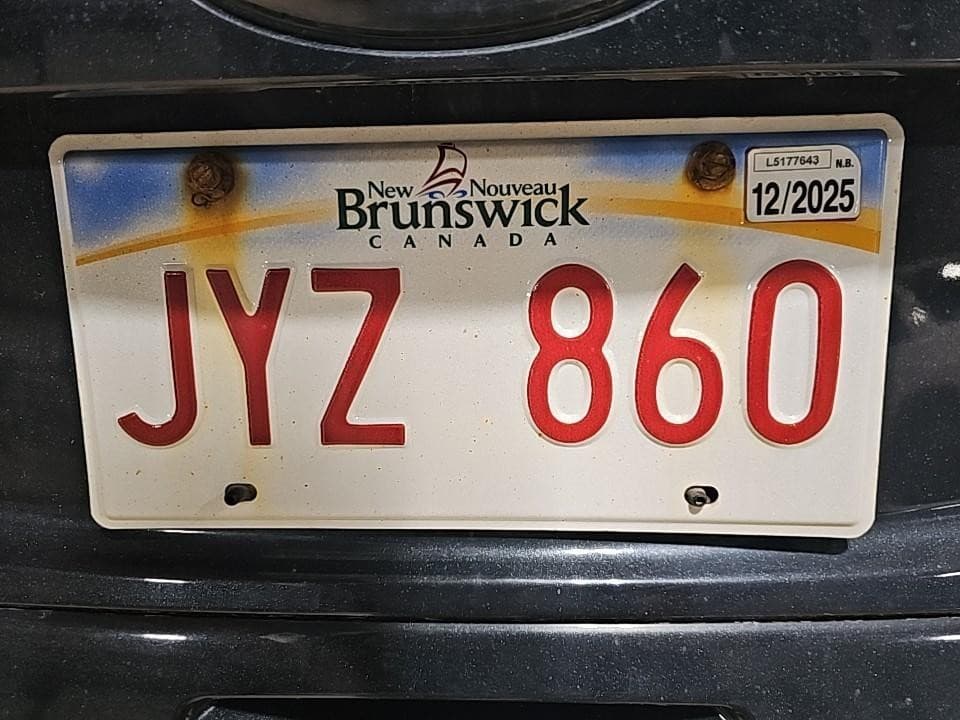 New Nouveau
Brunswick
CANADA
L5177643 N.B.
12/2025
JYZ 860